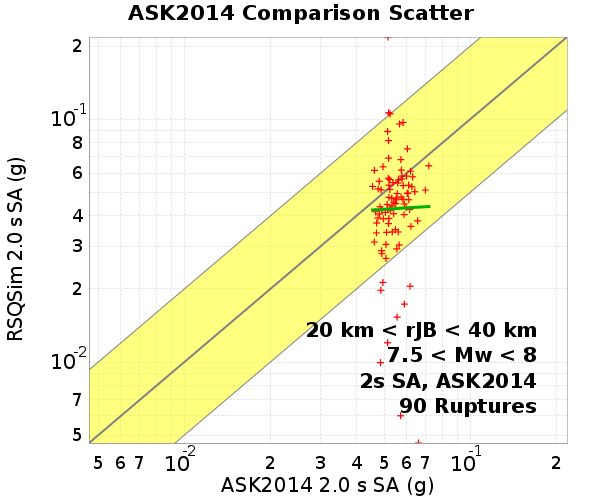 ASK2014 Comparison Scatter
RSQSim 2.0 s SA (g)
2
10-1
8
6
4
3
2
10-2
7
5
20 km < rJB < 40 km
7.5 < Mw < 8
2s SA, ASK2014
90 Ruptures
5 6 7 10-2 2 3 4 5 6 7 10-1 2
ASK2014 2.0 s SA (g)